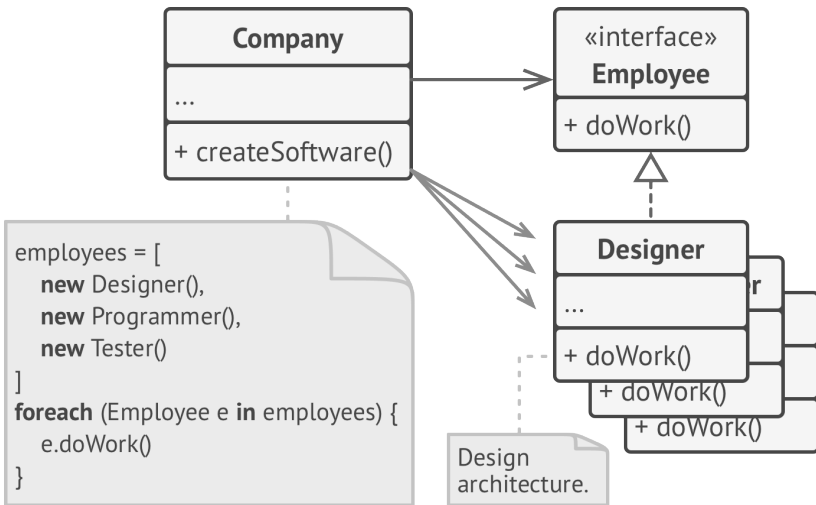 Company
...
+ createSoftware()
«interface»
Employee
+ doWork()
employees = [
new Designer(),
new Programmer(),
new Tester()
]
foreach (Employee e in employees) {
e.doWork()
}
Designer
...
+ doWork()
r
+ doWork()
+ doWork()
Design
architecture.